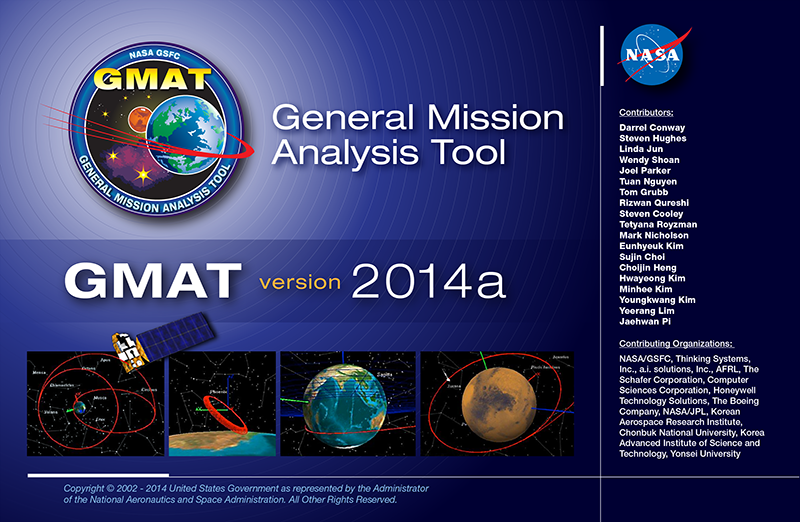 NASA GSFC
GMAT
GENERAL MISSION ANALYSIS TOOL
General Mission
Analysis Tool
GMAT version 2014a
Sagitta
Copyright © 2002 - 2014 United States Government as represented by the Administrator
of the National Aeronautics and Space Administration. All Other Rights Reserved.
NASA
Contributors:
Darrel Conway
Steven Hughes
Linda Jun
Wendy Shoan
Joel Parker
Tuan Nguyen
Tom Grubb
Rizwan Qureshi
Steven Cooley
Tetyana Royzman
Mark Nicholson
Eunhyeuk Kim
Sujin Choi
Choijin Heng
Hwayeong Kim
Minhee Kim
Youngkwang Kim
Yeerang Lim
Jaehwan Pi
Contributing Organizations:
NASA/GSFC, Thinking Systems,
Inc., a.i. solutions, Inc., AFRL, The
Schafer Corporation, Computer
Sciences Corporation, Honeywell
Technology Solutions, The Boeing
Company, NASA/JPL, Korean
Aerospace Research Institute,
Chonbuk National University, Korea
Advanced Institute of Science and
Technology, Yonsei University